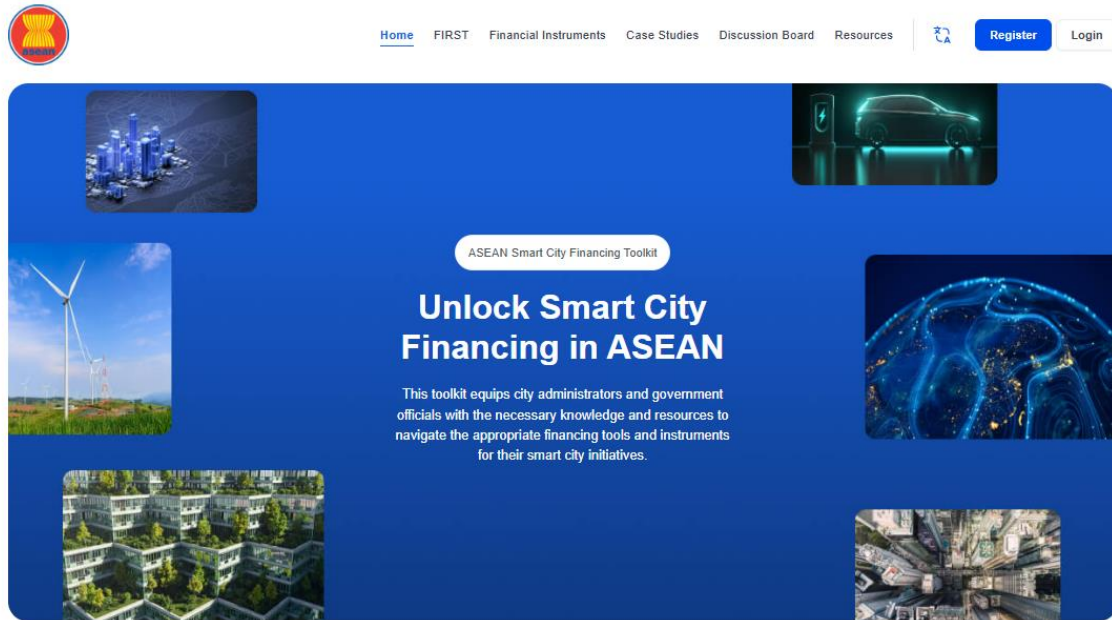 asean
Home FIRST Financial Instruments Case Studies Discussion Board Resources Register Login
ASEAN Smart City Financing Toolkit
Unlock Smart City
Financing in ASEAN
This toolkit equips city administrators and government
officials with the necessary knowledge and resources to
navigate the appropriate financing tools and instruments
for their smart city initiatives.